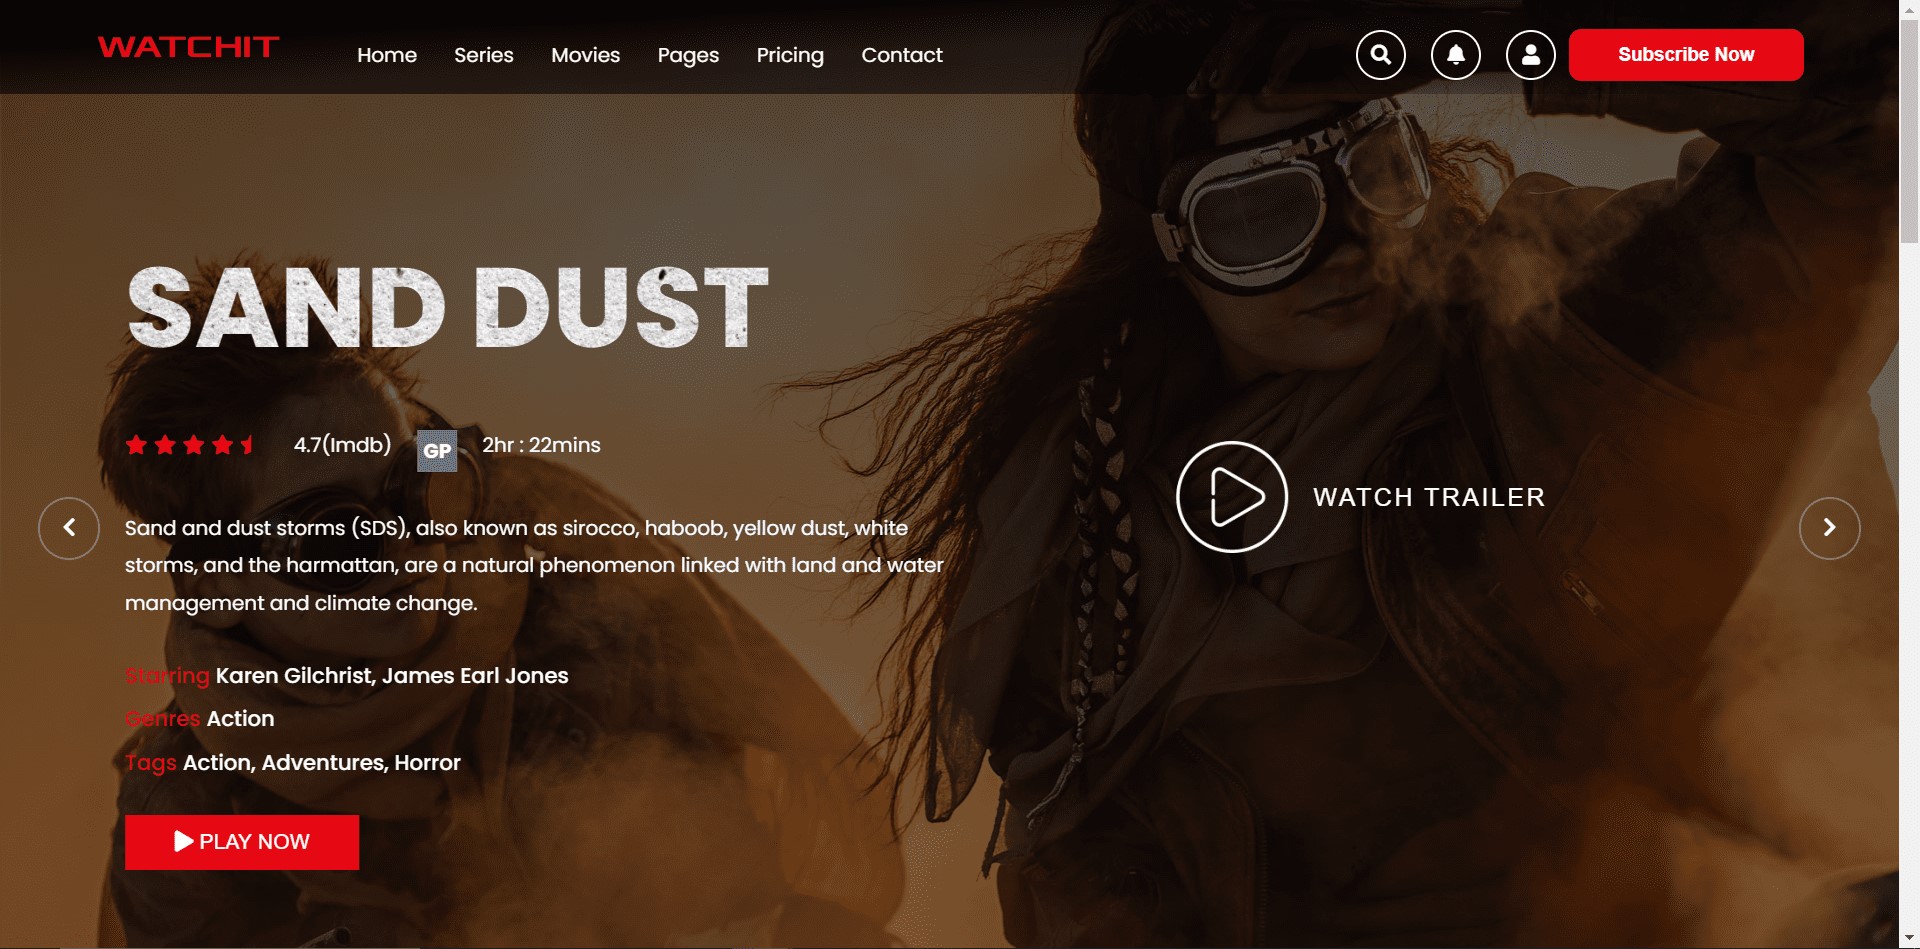 WATCHIT
Home Series Movies Pages Pricing Contact
Subscribe Now
SAND DUST
4.7(Imdb) GP 2hr : 22mins
Sand and dust storms (SDS), also known as sirocco, haboob, yellow dust, white
storms, and the harmattan, are a natural phenomenon linked with land and water
management and climate change.
WATCH TRAILER
Starring Karen Gilchrist, James Earl Jones
Genres Action
Tags Action, Adventures, Horror
PLAY NOW